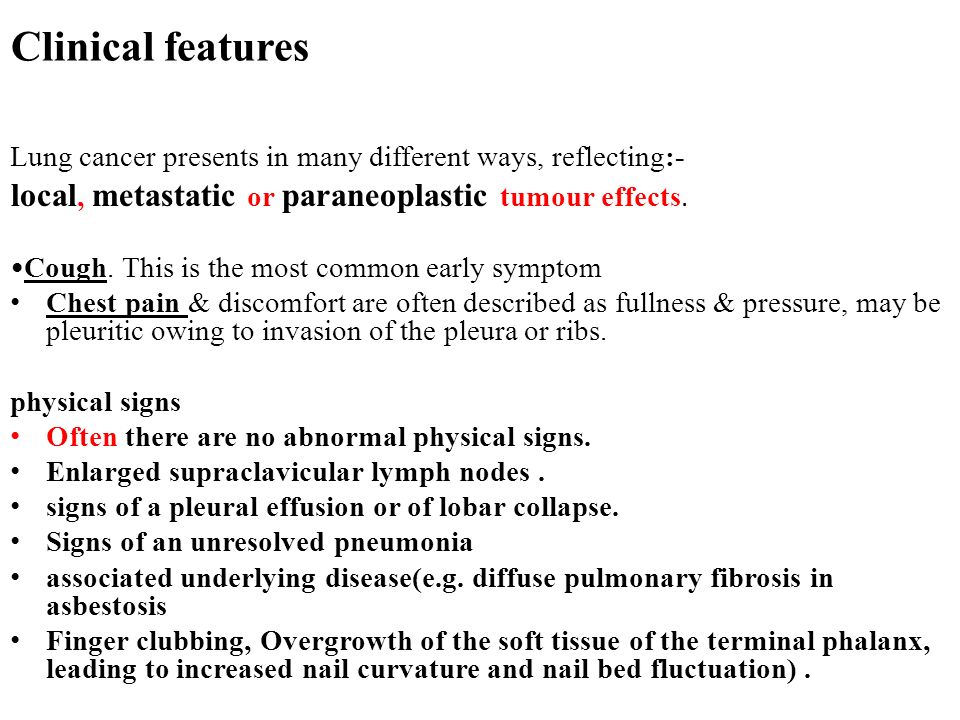 Clinical features
Lung cancer presents in many different ways, reflecting:-
local, metastatic or paraneoplastic tumour effects.
•Cough. This is the most common early symptom
• Chest pain & discomfort are often described as fullness & pressure, may be
pleuritic owing to invasion of the pleura or ribs.
physical signs
• Often there are no abnormal physical signs.
• Enlarged supraclavicular lymph nodes .
• signs of a pleural effusion or of lobar collapse.
• Signs of an unresolved pneumonia
• associated underlying disease(e.g. diffuse pulmonary fibrosis in
asbestosis
• Finger clubbing, Overgrowth of the soft tissue of the terminal phalanx,
leading to increased nail curvature and nail bed fluctuation) .